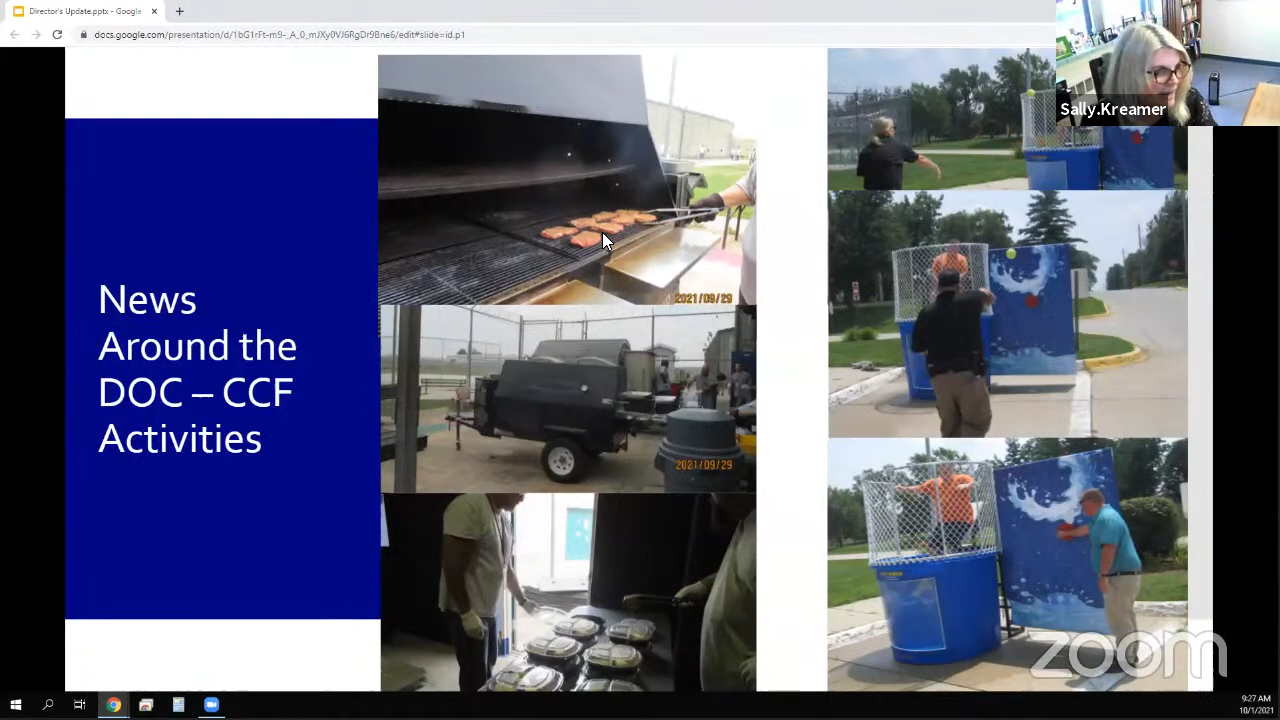 Director's Update.pptx - Google
docs.google.com/presentation/d/1bG1rFt-m9-_A_0_mJXy0VJ6RgDr9Bne6/edit#slide=id.p1
Sally.Kreamer
News
Around the
DOC – CCF
Activities
2021/09/29
2021/09/29
zoom
9:27 AM
10/1/2021